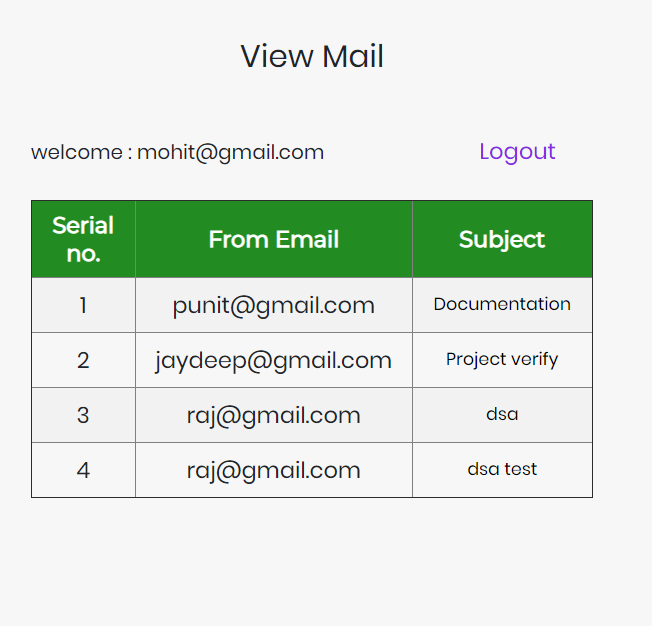 View Mail
welcome : mohit@gmail.com Logout
Serial no. From Email Subject
1 punit@gmail.com Documentation
2 jaydeep@gmail.com Project verify
3 raj@gmail.com dsa
4 raj@gmail.com dsa test